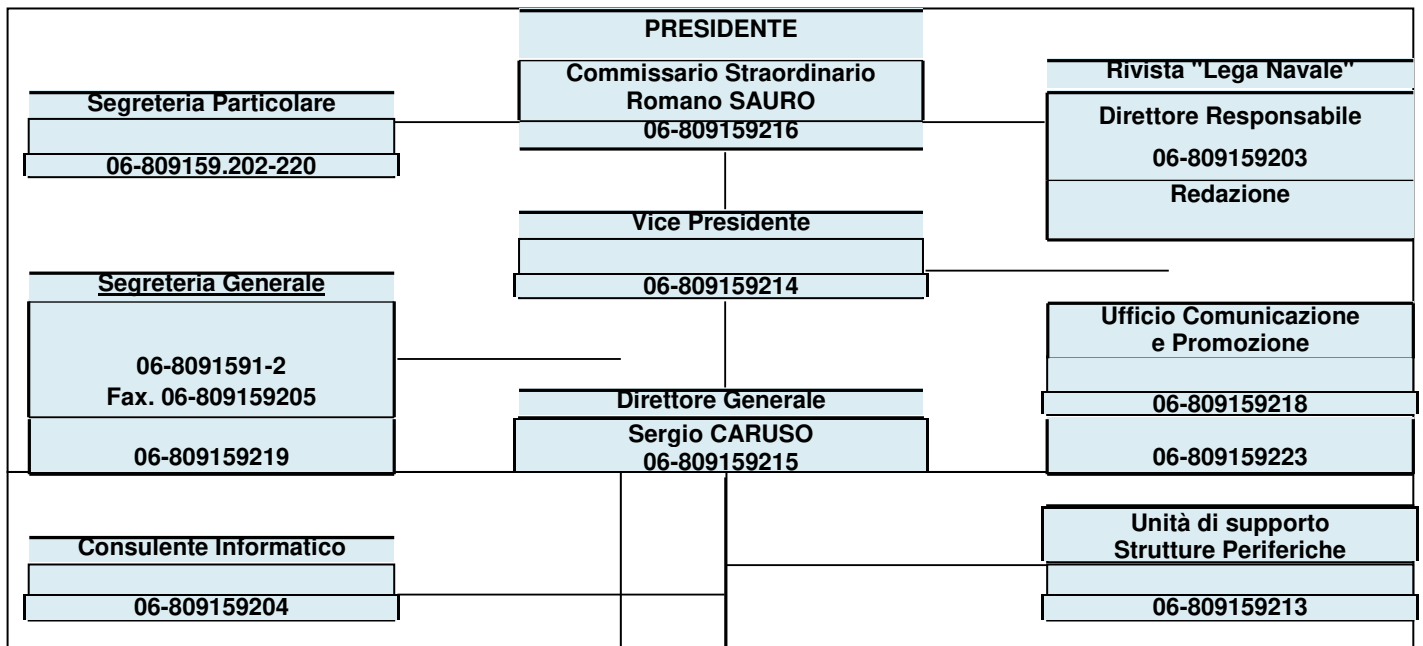 PRESIDENTE
Commissario Straordinario
Romano SAURO
06-809159216
Segreteria Particolare
06-809159.202-220
Rivista "Lega Navale"
Direttore Responsabile
06-809159203
Redazione
Vice Presidente
06-809159214
Segreteria Generale
06-8091591-2
Fax. 06-809159205
06-809159219
Ufficio Comunicazione
e Promozione
06-809159218
06-809159223
Direttore Generale
Sergio CARUSO
06-809159215
Consulente Informatico
06-809159204
Unità di supporto
Strutture Periferiche
06-809159213